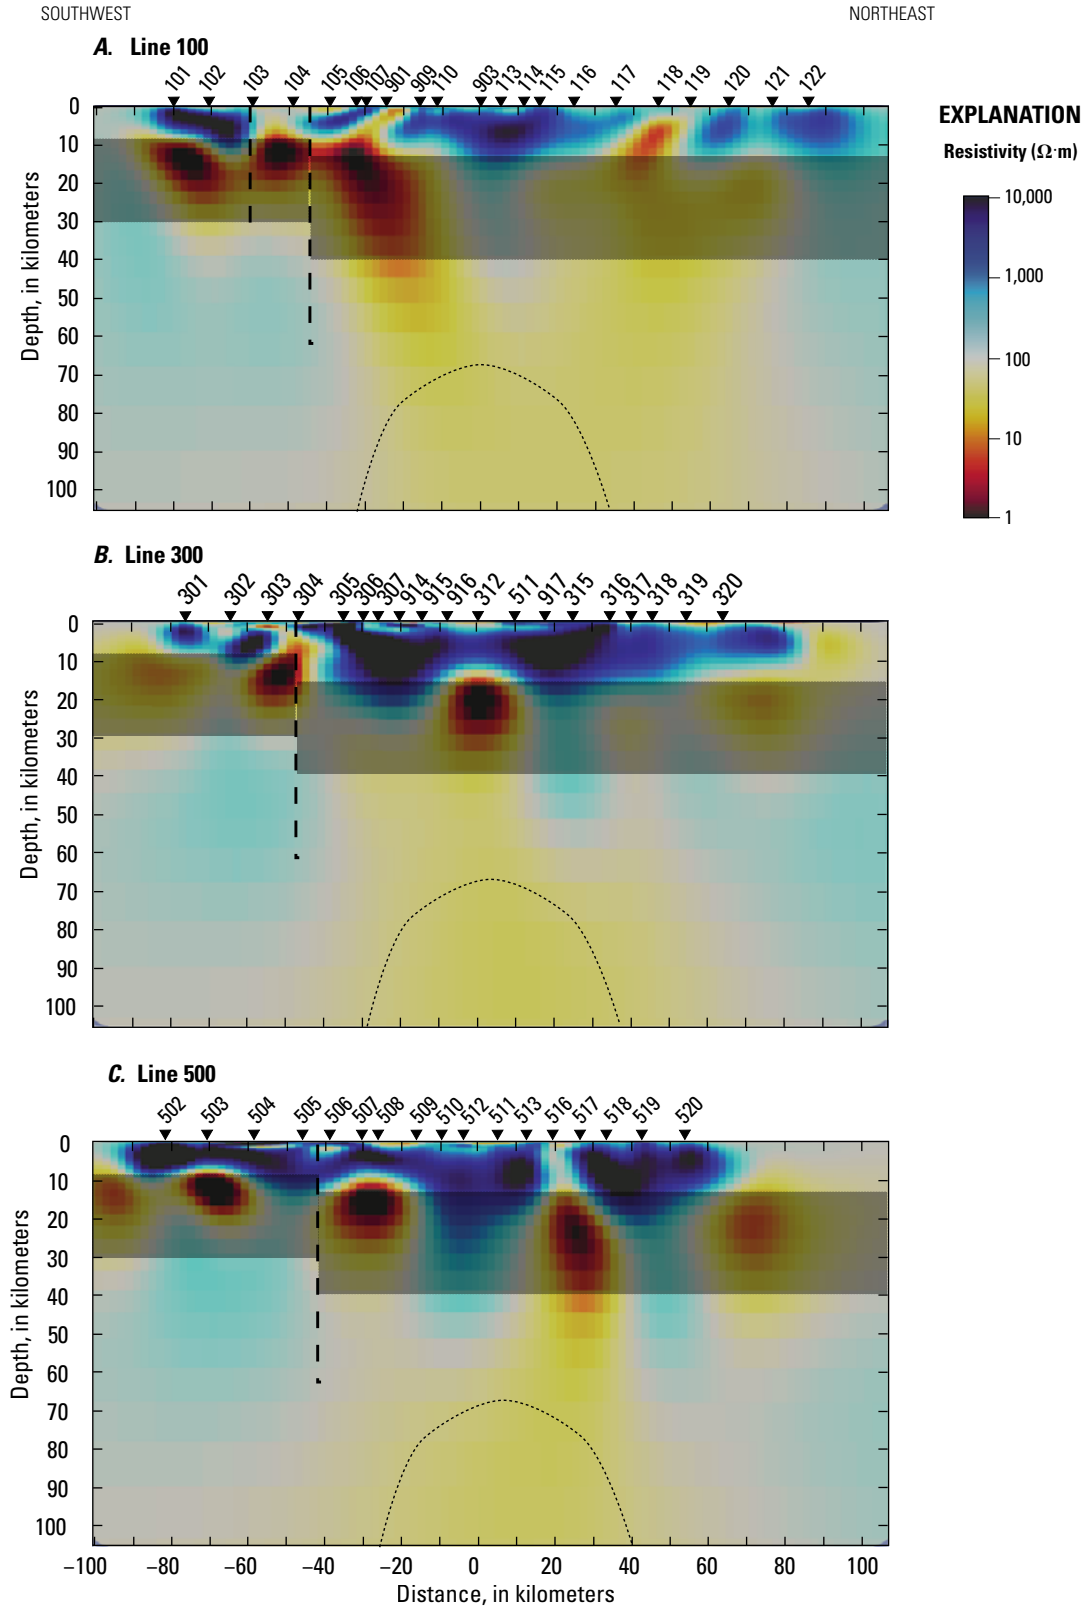 SOUTHWEST NORTHEAST
A. Line 100
101 102 103 104 105 106 107 901 909 110 903 113 114 115 116 117 118 119 120 121 122
0
10
20
30
40
50
60
70
80
90
100
Depth, in kilometers
EXPLANATION
Resistivity (Ω·m)
10,000
1,000
100
10
1
B. Line 300
301 302 303 304 305 306 307 914 915 916 312 511 917 315 316 317 318 319 320
0
10
20
30
40
50
60
70
80
90
100
Depth, in kilometers
C. Line 500
502 503 504 505 506 507 508 509 510 512 511 513 516 517 518 519 520
0
10
20
30
40
50
60
70
80
90
100
Depth, in kilometers
−100 −80 −60 −40 −20 0 20 40 60 80 100
Distance, in kilometers